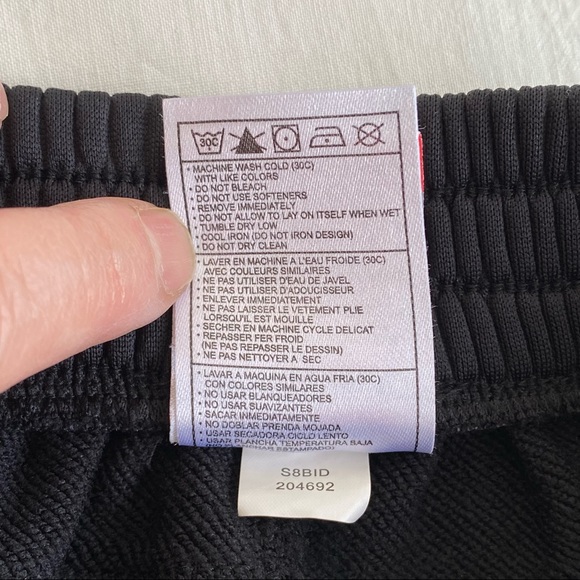 30C
• MACHINE WASH COLD (30C)
WITH LIKE COLORS
• DO NOT BLEACH
• DO NOT USE SOFTENERS
• REMOVE IMMEDIATELY
• DO NOT ALLOW TO LAY ON ITSELF WHEN WET
• TUMBLE DRY LOW
• COOL IRON (DO NOT IRON DESIGN)
• DO NOT DRY CLEAN
• LAVER EN MACHINE A L'EAU FROIDE (30C)
AVEC COULEURS SIMILAIRES
• NE PAS UTILISER D'EAU DE JAVEL
• NE PAS UTILISER D'ADOUCISSEUR
• ENLEVER IMMEDIATEMENT
• NE PAS LAISSER LE VETEMENT PLIE
LORSQU'IL EST MOUILLE
• SECHER EN MACHINE CYCLE DELICAT
• REPASSER FER FROID
(NE PAS REPASSER LE DESSIN)
• NE PAS NETTOYER A SEC
• LAVAR A MAQUINA EN AGUA FRIA (30C)
CON COLORES SIMILARES
• NO USAR BLANQUEADORES
• NO USAR SUAVIZANTES
• SACAR INMEDIATAMENTE
• NO DOBLAR PRENDA MOJADA
• USAR SECADORA CICLO LENTO
• USAR PLANCHA TEMPERATURA BAJA
ESTAMPADO)
S8BID
204692